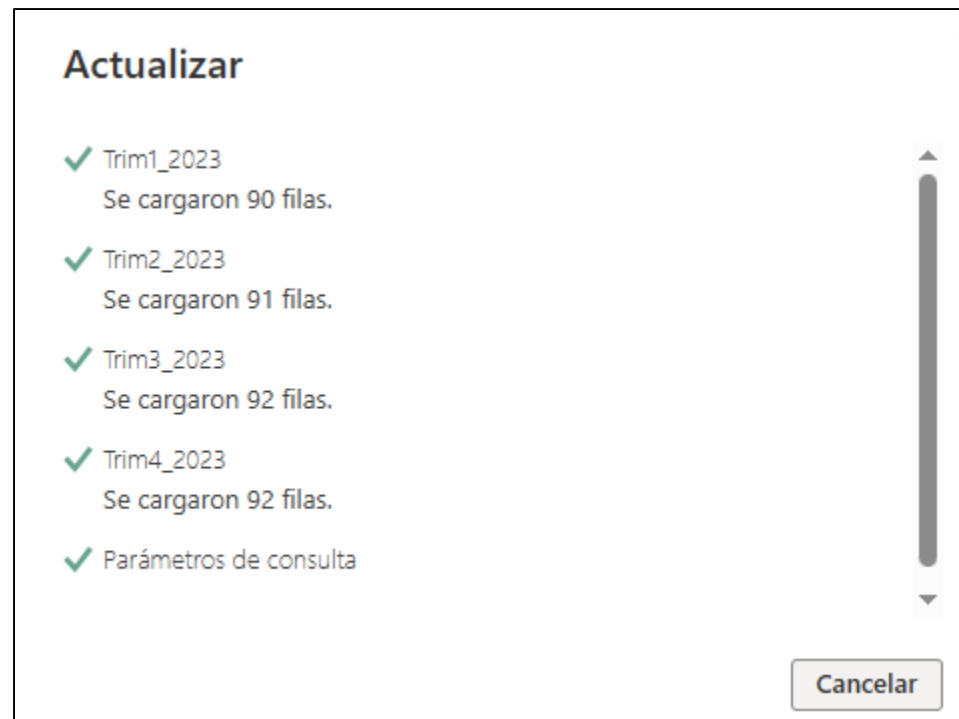 Actualizar
Trim1_2023
Se cargaron 90 filas.
Trim2_2023
Se cargaron 91 filas.
Trim3_2023
Se cargaron 92 filas.
Trim4_2023
Se cargaron 92 filas.
Parámetros de consulta
Cancelar